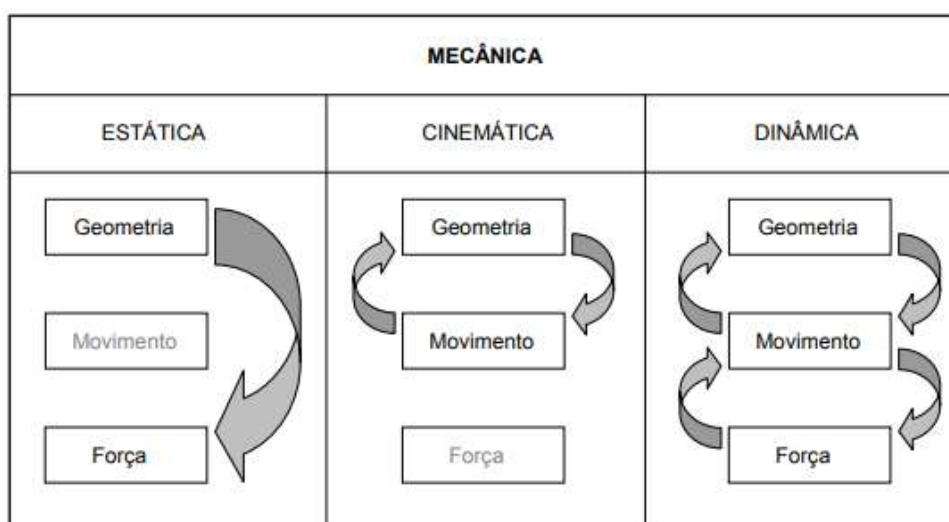 MECÂNICA
ESTÁTICA
CINEMÁTICA
DINÂMICA
Geometria
Movimento
Força
Geometria
Movimento
Força
Geometria
Movimento
Força